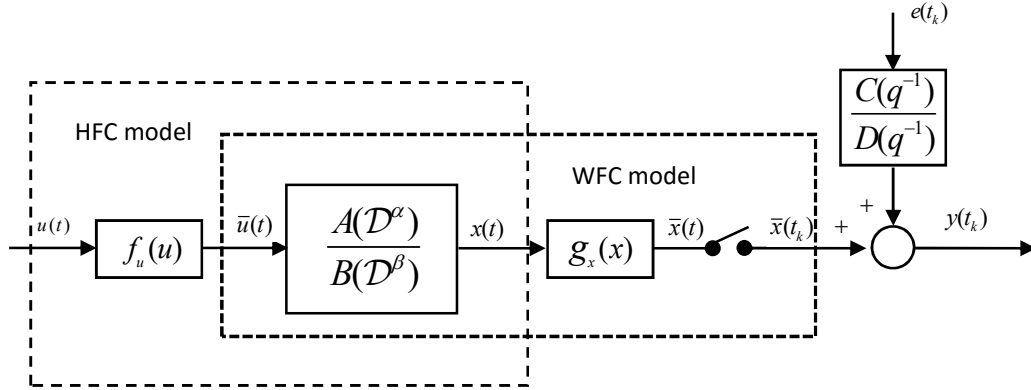 e(t_k)
C(q^{-1})
D(q^{-1})
HFC model
WFC model
u(t)
f_u(u)
ū(t)
A(𝒟^α)
B(𝒟^β)
x(t)
g_x(x)
x̄(t)
x̄(t_k)
+
+
y(t_k)